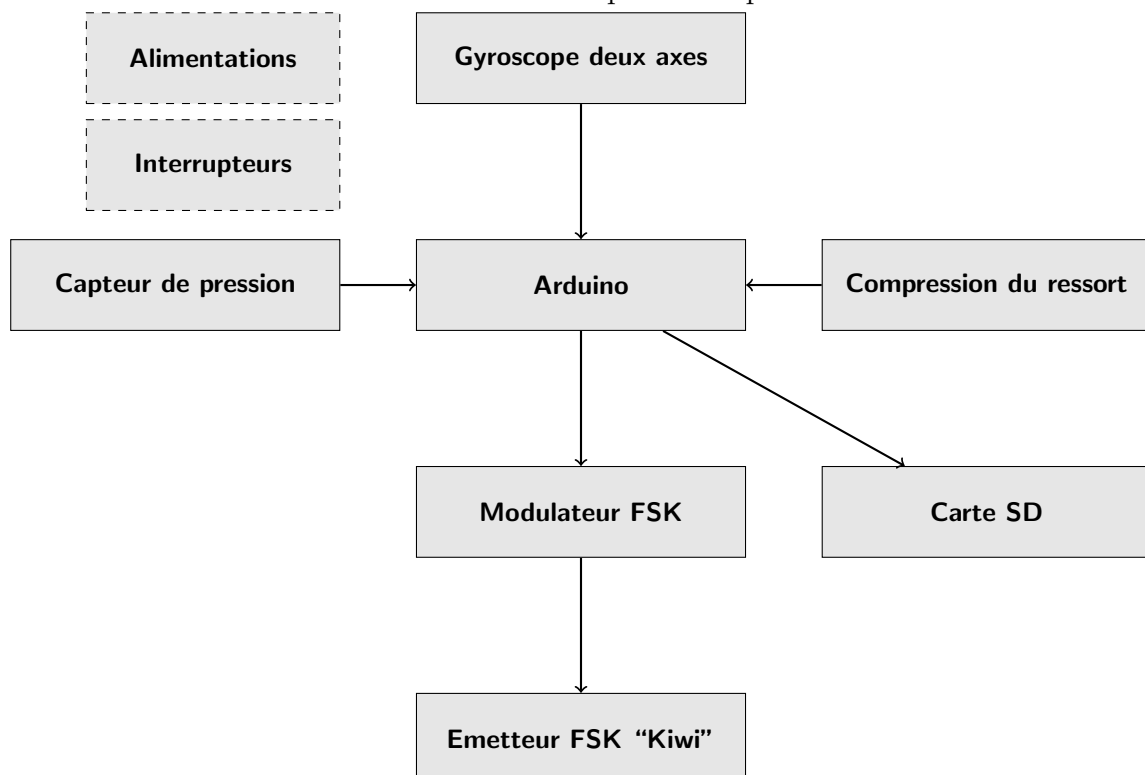 Alimentations
Gyroscope deux axes
Interrupteurs
Capteur de pression
Arduino
Compression du ressort
Modulateur FSK
Carte SD
Emetteur FSK “Kiwi”